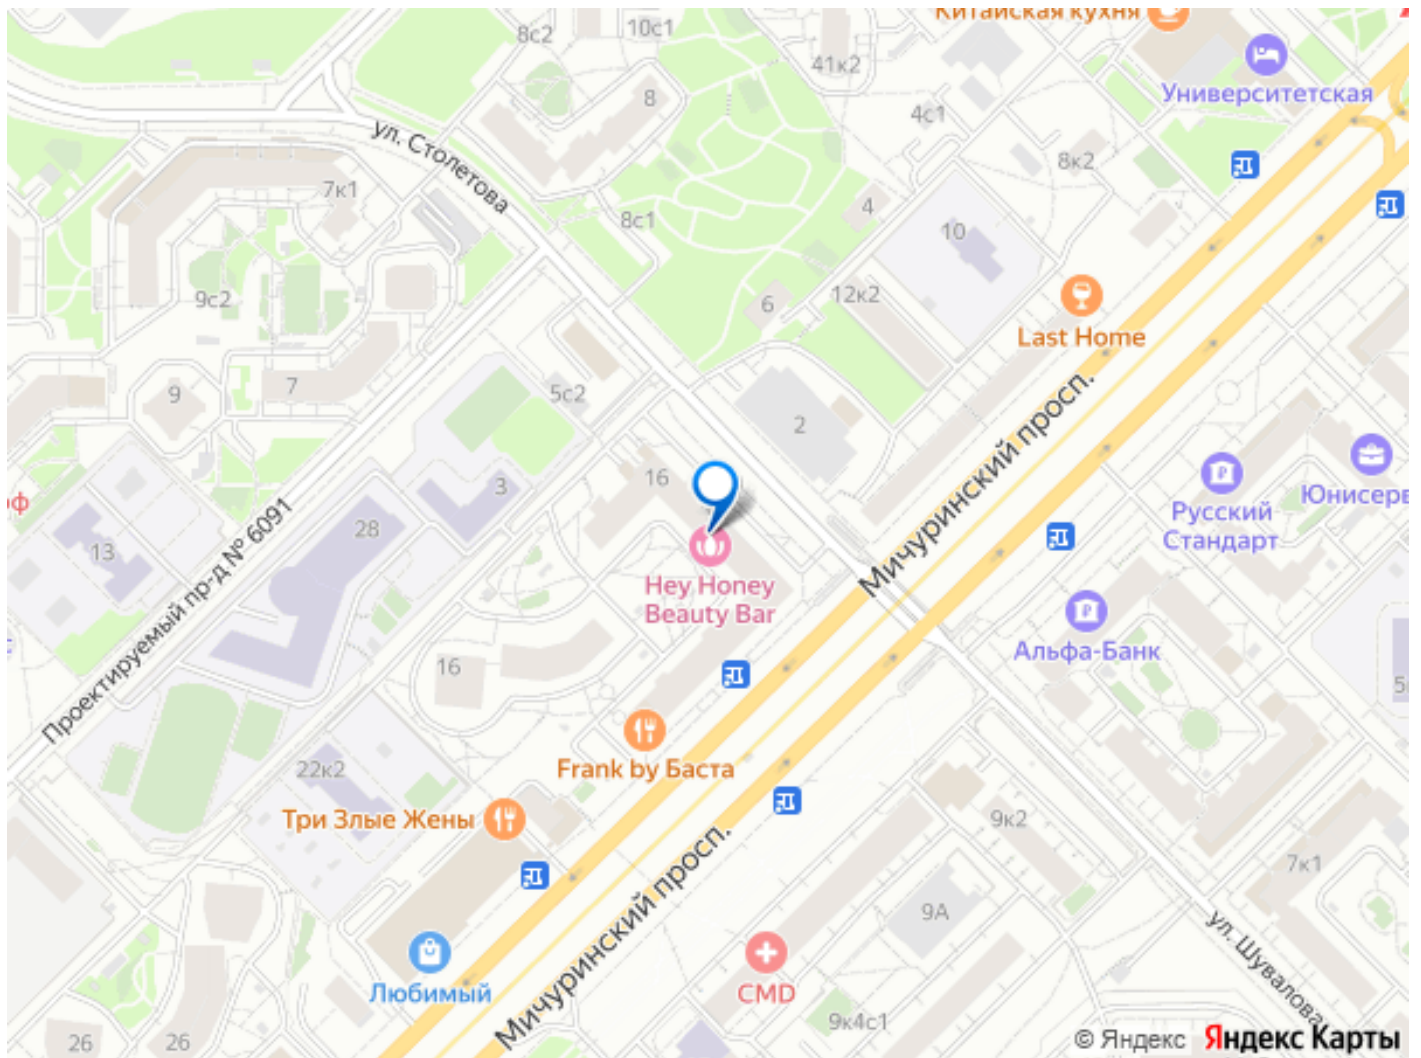 Китайская кухня
8с2
10с1
41к2
Университетская
8
4с1
ул. Столетова
8к2
7к1
4
8с1
10
9с2
6
12к2
Last Home
7
9
5с2
2
Мичуринский просп.
16
3
Русский
Стандарт
Юнисерв
оф
28
13
Проектируемый пр-д № 6091
Hey Honey
Beauty Bar
Альфа-Банк
16
5
Frank by Баста
22к2
Три Злые Жены
9к2
7к1
Мичуринский просп.
9А
ул. Шувалова
Любимый
CMD
9к4с1
26
26
© Яндекс Яндекс Карты